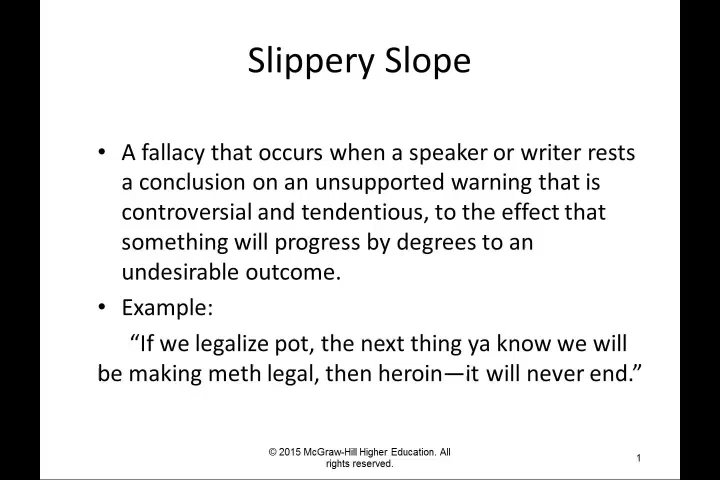 Slippery Slope
• A fallacy that occurs when a speaker or writer rests
a conclusion on an unsupported warning that is
controversial and tendentious, to the effect that
something will progress by degrees to an
undesirable outcome.
• Example:
“If we legalize pot, the next thing ya know we will
be making meth legal, then heroin—it will never end.”
© 2015 McGraw-Hill Higher Education. All
rights reserved.
1